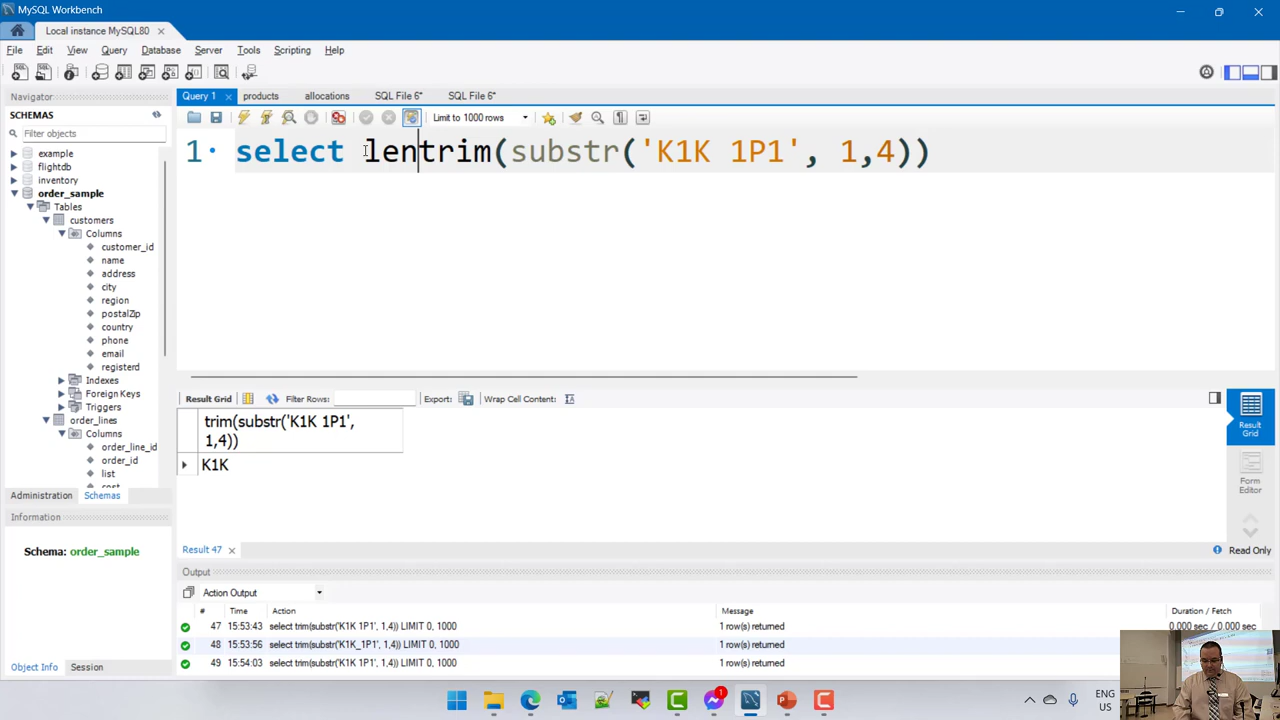 MySQL Workbench
Local instance MySQL80
File Edit View Query Database Server Tools Scripting Help
Navigator
SCHEMAS
Filter objects
example
flightdb
inventory
order_sample
Tables
customers
Columns
customer_id
name
address
city
region
postalZip
country
phone
email
registerd
Indexes
Foreign Keys
Triggers
order_lines
Columns
order_line_id
order_id
list
cost
Administration Schemas
Information
Schema: order_sample
Object Info Session
Query 1 products allocations SQL File 6* SQL File 6*
Limit to 1000 rows
1 select lentrim(substr('K1K 1P1', 1,4))
Result Grid Filter Rows: Export: Wrap Cell Content:
trim(substr('K1K 1P1',
1,4))
K1K
Result Grid
Form Editor
Result 47 Read Only
Output
Action Output
# Time Action Message Duration / Fetch
47 15:53:43 select trim(substr('K1K 1P1', 1,4)) LIMIT 0, 1000 1 row(s) returned 0.000 sec / 0.000 sec
48 15:53:56 select trim(substr('K1K_1P1', 1,4)) LIMIT 0, 1000 1 row(s) returned
49 15:54:03 select trim(substr('K1K 1P1', 1,4)) LIMIT 0, 1000 1 row(s) returned
1
ENG
US